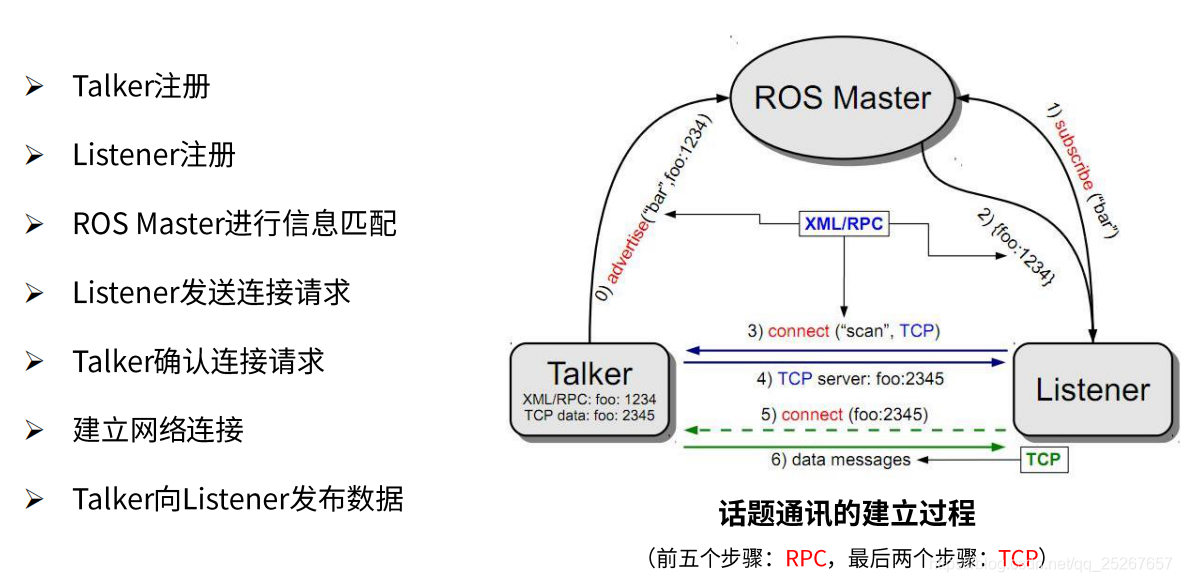 Talker注册
Listener注册
ROS Master进行信息匹配
Listener发送连接请求
Talker确认连接请求
建立网络连接
Talker向Listener发布数据
ROS Master
0) advertise("bar",foo:1234)
1) subscribe ("bar")
XML/RPC
2) {foo:1234}
3) connect (“scan”, TCP)
4) TCP server: foo:2345
Talker
XML/RPC: foo: 1234
TCP data: foo: 2345
Listener
5) connect (foo:2345)
6) data messages
TCP
话题通讯的建立过程
（前五个步骤：RPC，最后两个步骤：TCP）
https://blog.csdn.net/qq_25267657